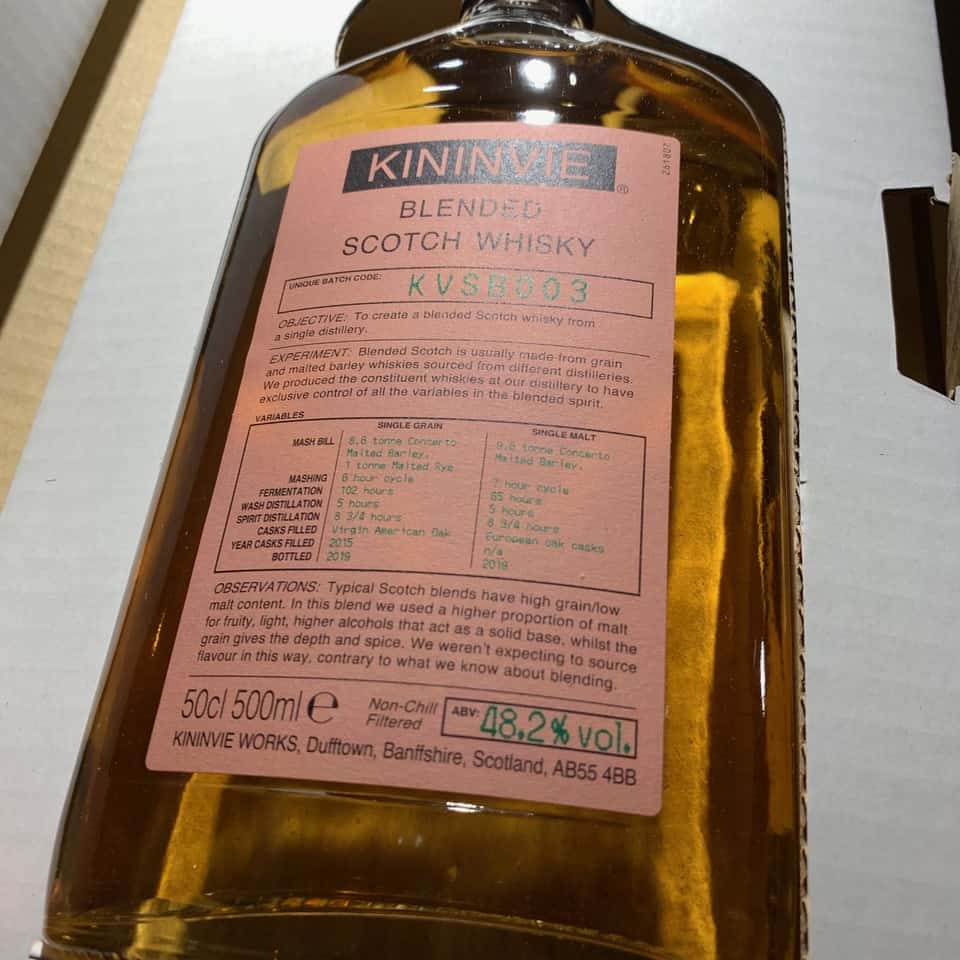 KININVIE®
261802
BLENDED
SCOTCH WHISKY
UNIQUE BATCH CODE: KVSB003
OBJECTIVE: To create a blended Scotch whisky from
a single distillery.
EXPERIMENT: Blended Scotch is usually made from grain
and malted barley whiskies sourced from different distilleries.
We produced the constituent whiskies at our distillery to have
exclusive control of all the variables in the blended spirit.
VARIABLES
SINGLE GRAIN SINGLE MALT
MASH BILL 8.6 tonne Concerto 9.6 tonne Concerto
Malted Barley, Malted Barley.
1 tonne Malted Rye
MASHING 6 hour cycle 7 hour cycle
FERMENTATION 102 hours 65 hours
WASH DISTILLATION 5 hours 5 hours
SPIRIT DISTILLATION 8 3/4 hours 8 3/4 hours
CASKS FILLED Virgin American Oak European Oak casks
YEAR CASKS FILLED 2015 n/a
BOTTLED 2019 2019
OBSERVATIONS: Typical Scotch blends have high grain/low
malt content. In this blend we used a higher proportion of malt
for fruity, light, higher alcohols that act as a solid base, whilst the
grain gives the depth and spice. We weren't expecting to source
flavour in this way, contrary to what we know about blending.
50cl 500ml ℮ Non-Chill
Filtered ABV: 48.2% vol.
KININVIE WORKS, Dufftown, Banffshire, Scotland, AB55 4BB